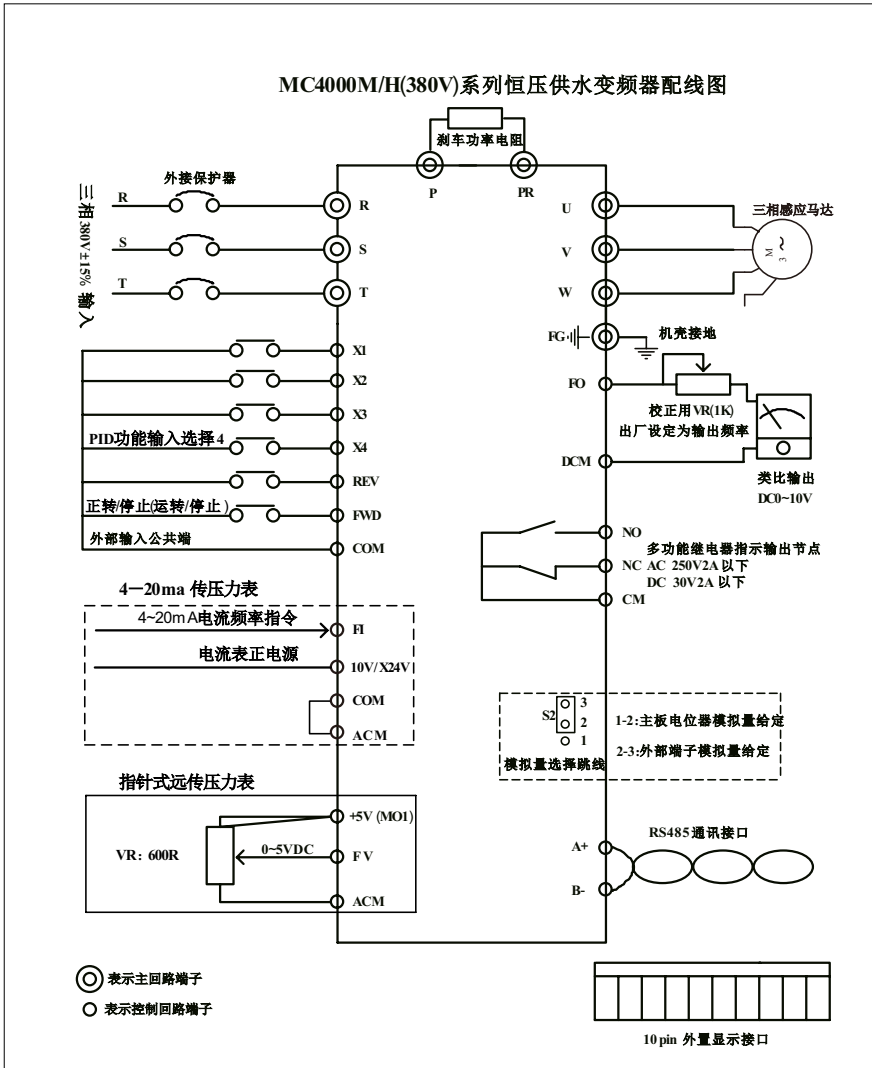 MC4000M/H(380V)系列恒压供水变频器配线图
刹车功率电阻
P
PR
外接保护器
三相380V±15% 输入
R
R
S
S
T
T
U
V
W
三相感应马达
M
3
~
FG
机壳接地
X1
X2
X3
PID功能输入选择4
X4
REV
正转/停止(运转/停止)
FWD
外部输入公共端
COM
FO
校正用VR(1K)
出厂设定为输出频率
DCM
类比输出
DC0~10V
NO
多功能继电器指示输出节点
NC AC 250V2A 以下
DC 30V2A 以下
CM
4—20ma 传压力表
4~20mA电流频率指令
FI
电流表正电源
10V/X24V
COM
ACM
S2
3
2
1
1-2:主板电位器模拟量给定
2-3:外部端子模拟量给定
模拟量选择跳线
指针式远传压力表
+5V (MO1)
VR: 600R
0~5VDC
FV
ACM
RS485通讯接口
A+
B-
表示主回路端子
表示控制回路端子
10pin 外置显示接口